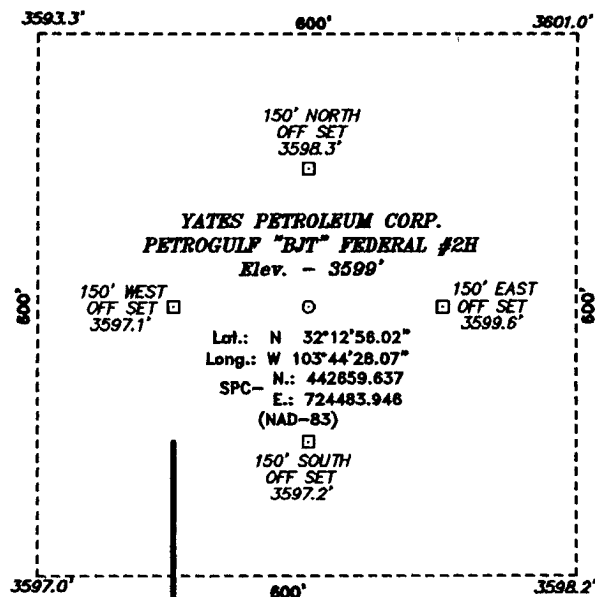 3593.3' 600' 3601.0'
150' NORTH
OFF SET
3598.3'
YATES PETROLEUM CORP.
PETROGULF "BJT" FEDERAL #2H
Elev. - 3599'
600'
150' WEST
OFF SET
3597.1'
150' EAST
OFF SET
3599.6'
600'
Lat.: N 32°12'56.02"
Long.: W 103°44'28.07"
SPC- N.: 442659.637
E.: 724483.946
(NAD-83)
150' SOUTH
OFF SET
3597.2'
3597.0' 600' 3598.2'